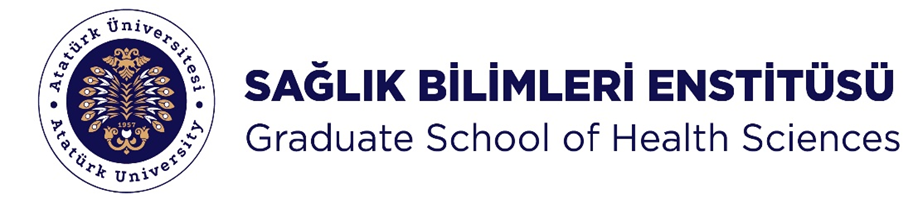 Atatürk Üniversitesi
1957
Atatürk University
SAĞLIK BİLİMLERİ ENSTİTÜSÜ
Graduate School of Health Sciences